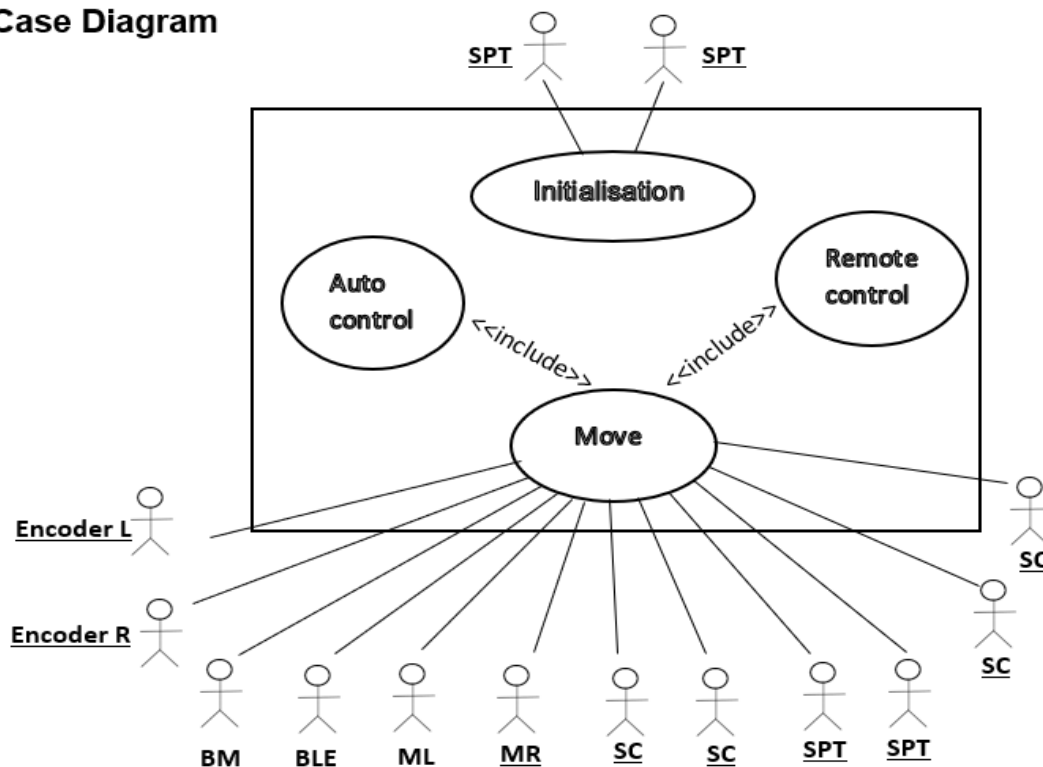 Case Diagram
SPT
SPT
Initialisation
Auto
control
Remote
control
<<include>>
<<include>>
Move
Encoder L
Encoder R
SC
SC
BM
BLE
ML
MR
SC
SC
SPT
SPT